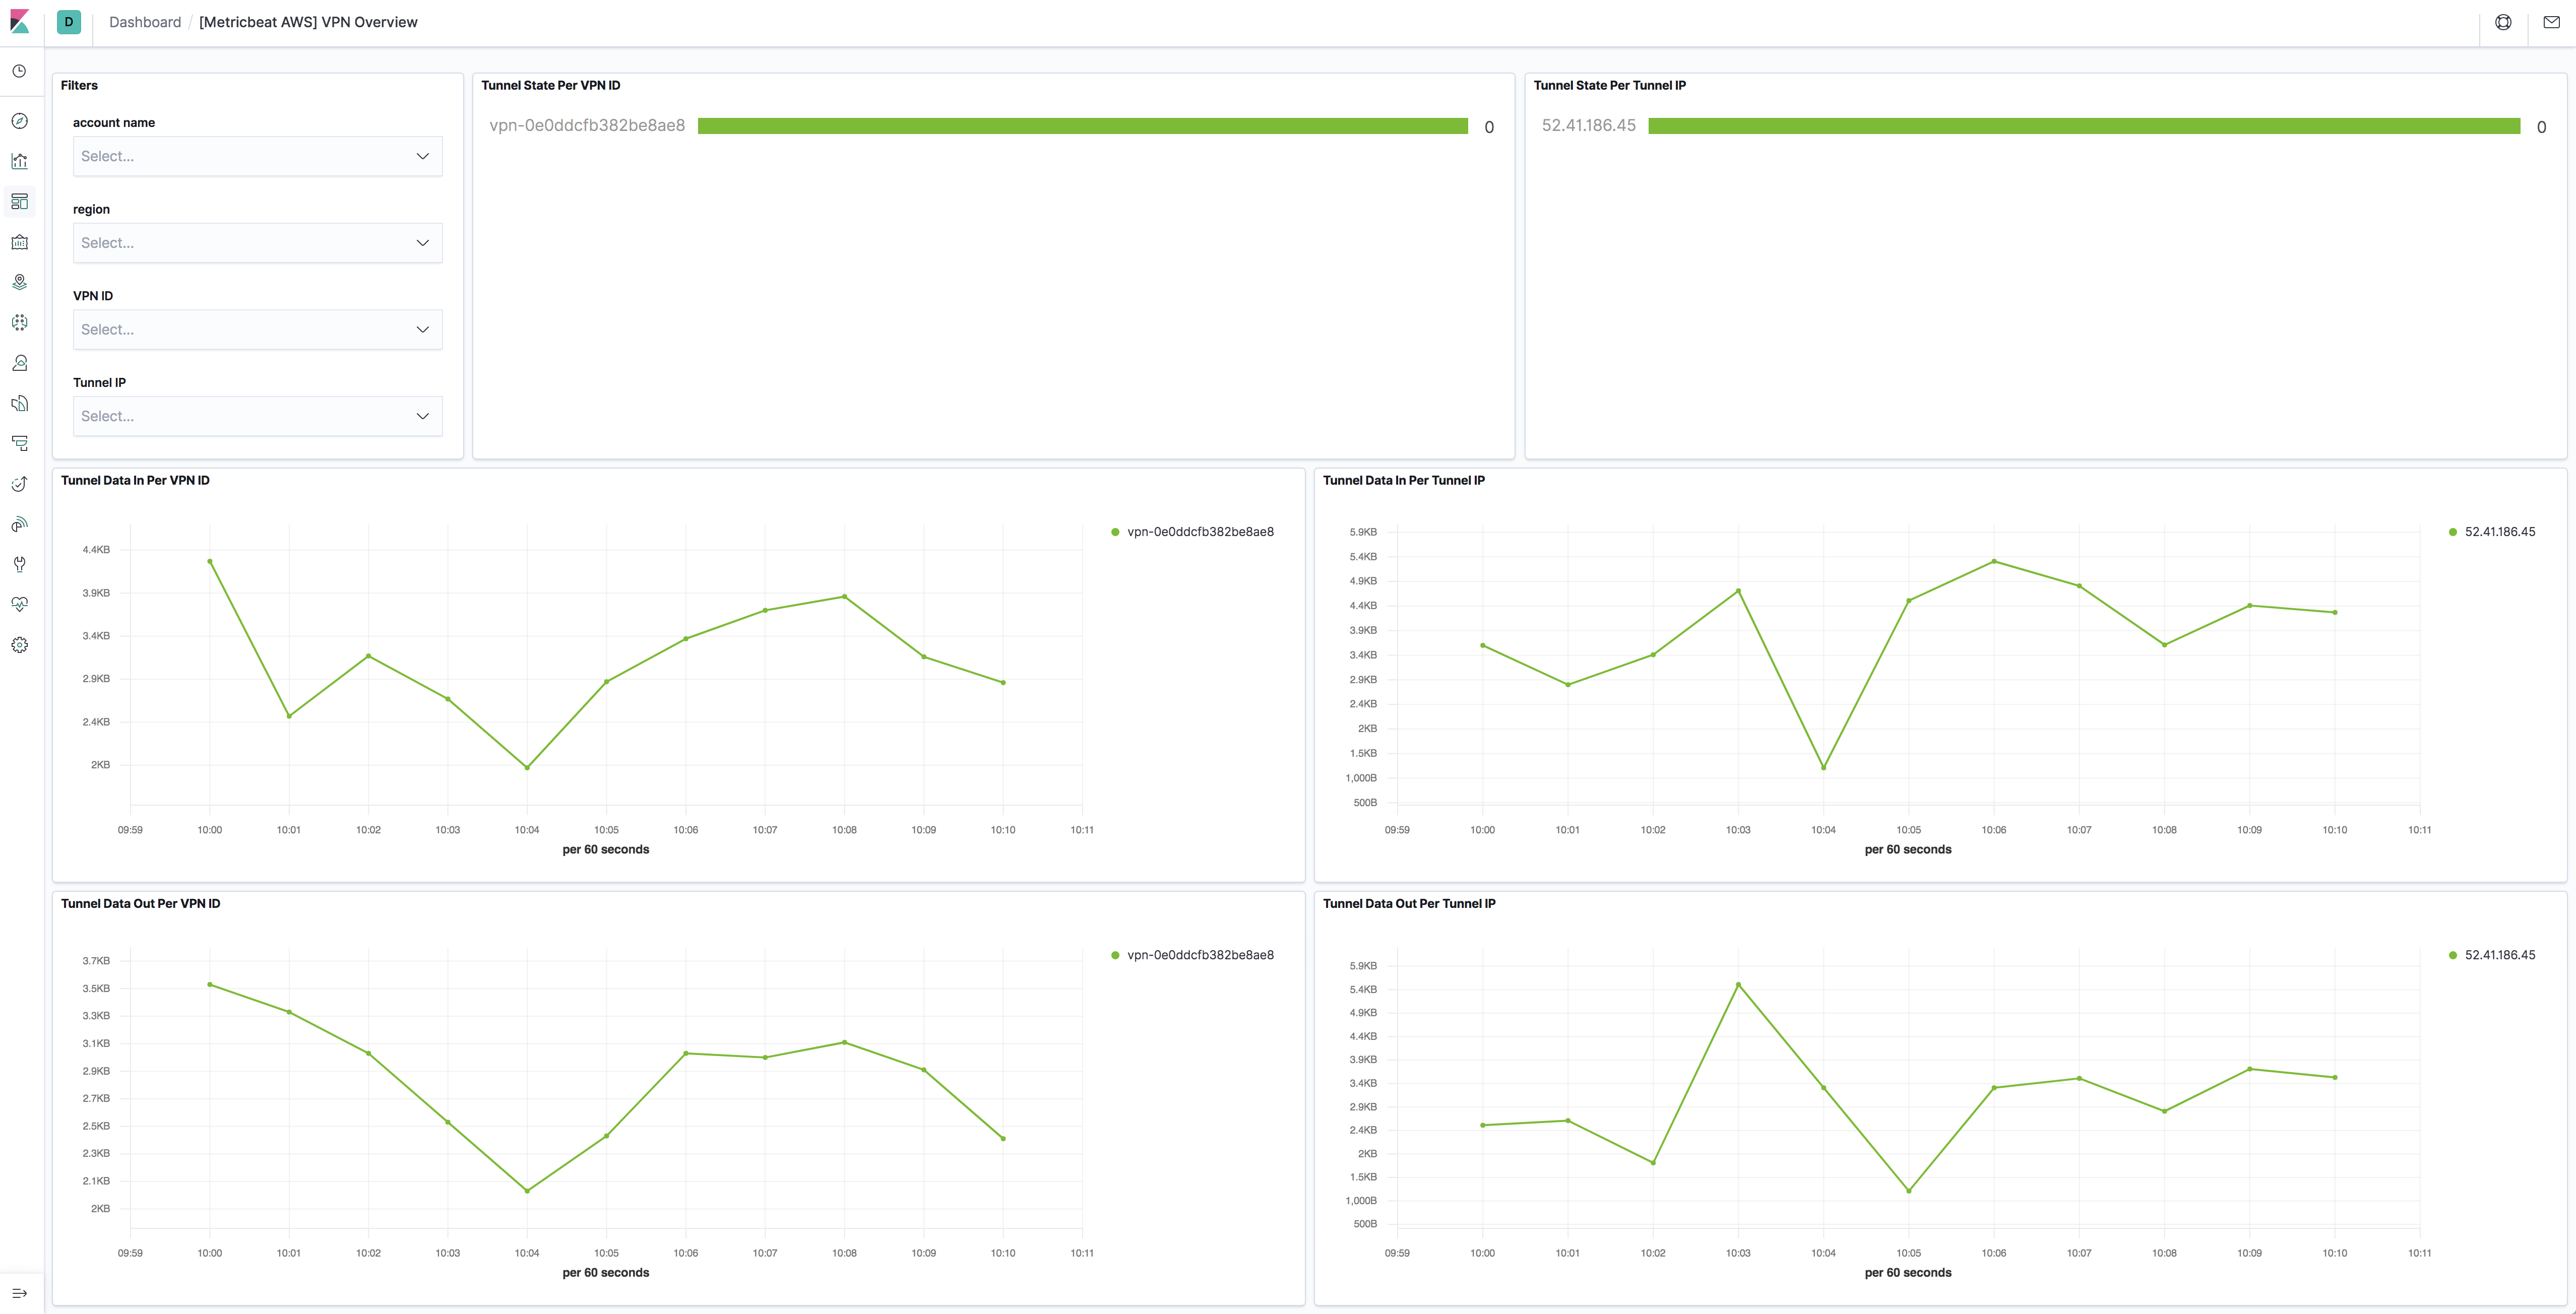 D
Dashboard / [Metricbeat AWS] VPN Overview
Filters
account name
Select...
region
Select...
VPN ID
Select...
Tunnel IP
Select...
Tunnel State Per VPN ID
vpn-0e0ddcfb382be8ae8 0
Tunnel State Per Tunnel IP
52.41.186.45 0
Tunnel Data In Per VPN ID
4.4KB
3.9KB
3.4KB
2.9KB
2.4KB
2KB
09:59 10:00 10:01 10:02 10:03 10:04 10:05 10:06 10:07 10:08 10:09 10:10 10:11
per 60 seconds
vpn-0e0ddcfb382be8ae8
Tunnel Data In Per Tunnel IP
5.9KB
5.4KB
4.9KB
4.4KB
3.9KB
3.4KB
2.9KB
2.4KB
2KB
1.5KB
1,000B
500B
09:59 10:00 10:01 10:02 10:03 10:04 10:05 10:06 10:07 10:08 10:09 10:10 10:11
per 60 seconds
52.41.186.45
Tunnel Data Out Per VPN ID
3.7KB
3.5KB
3.3KB
3.1KB
2.9KB
2.7KB
2.5KB
2.3KB
2.1KB
2KB
09:59 10:00 10:01 10:02 10:03 10:04 10:05 10:06 10:07 10:08 10:09 10:10 10:11
per 60 seconds
vpn-0e0ddcfb382be8ae8
Tunnel Data Out Per Tunnel IP
5.9KB
5.4KB
4.9KB
4.4KB
3.9KB
3.4KB
2.9KB
2.4KB
2KB
1.5KB
1,000B
500B
09:59 10:00 10:01 10:02 10:03 10:04 10:05 10:06 10:07 10:08 10:09 10:10 10:11
per 60 seconds
52.41.186.45